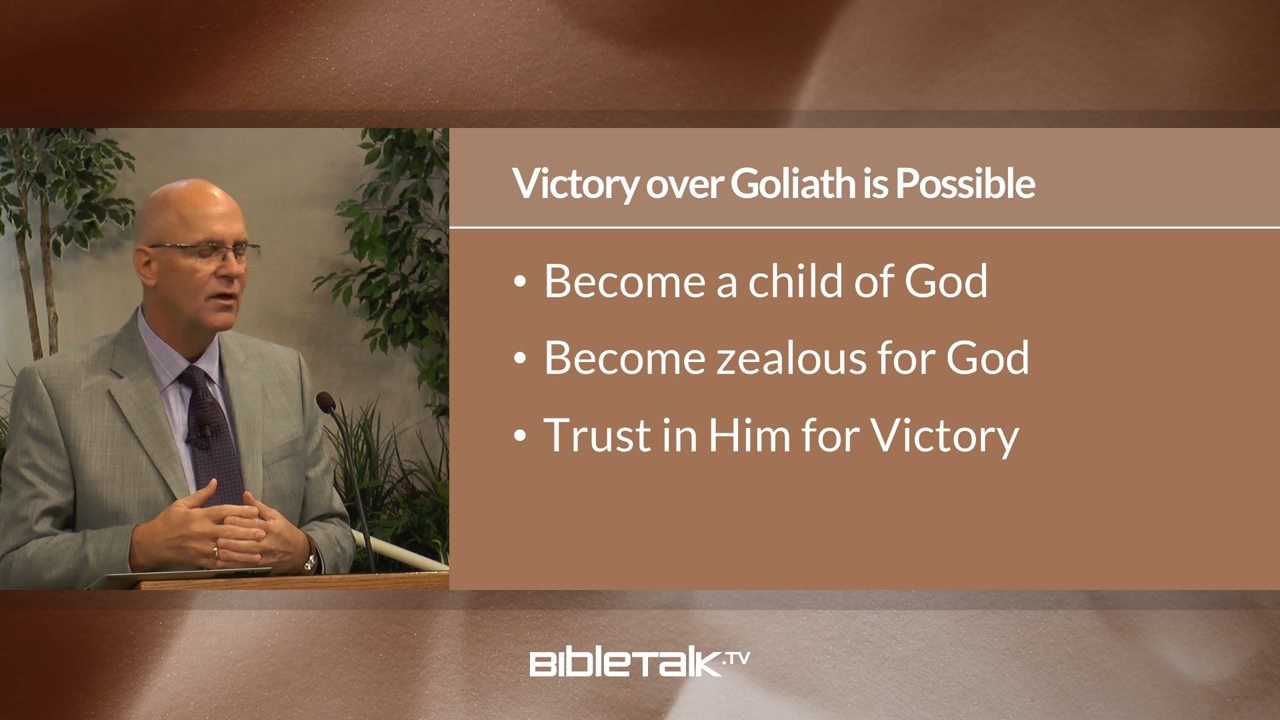 Victory over Goliath is Possible
• Become a child of God
• Become zealous for God
• Trust in Him for Victory
BIBLETALK.TV